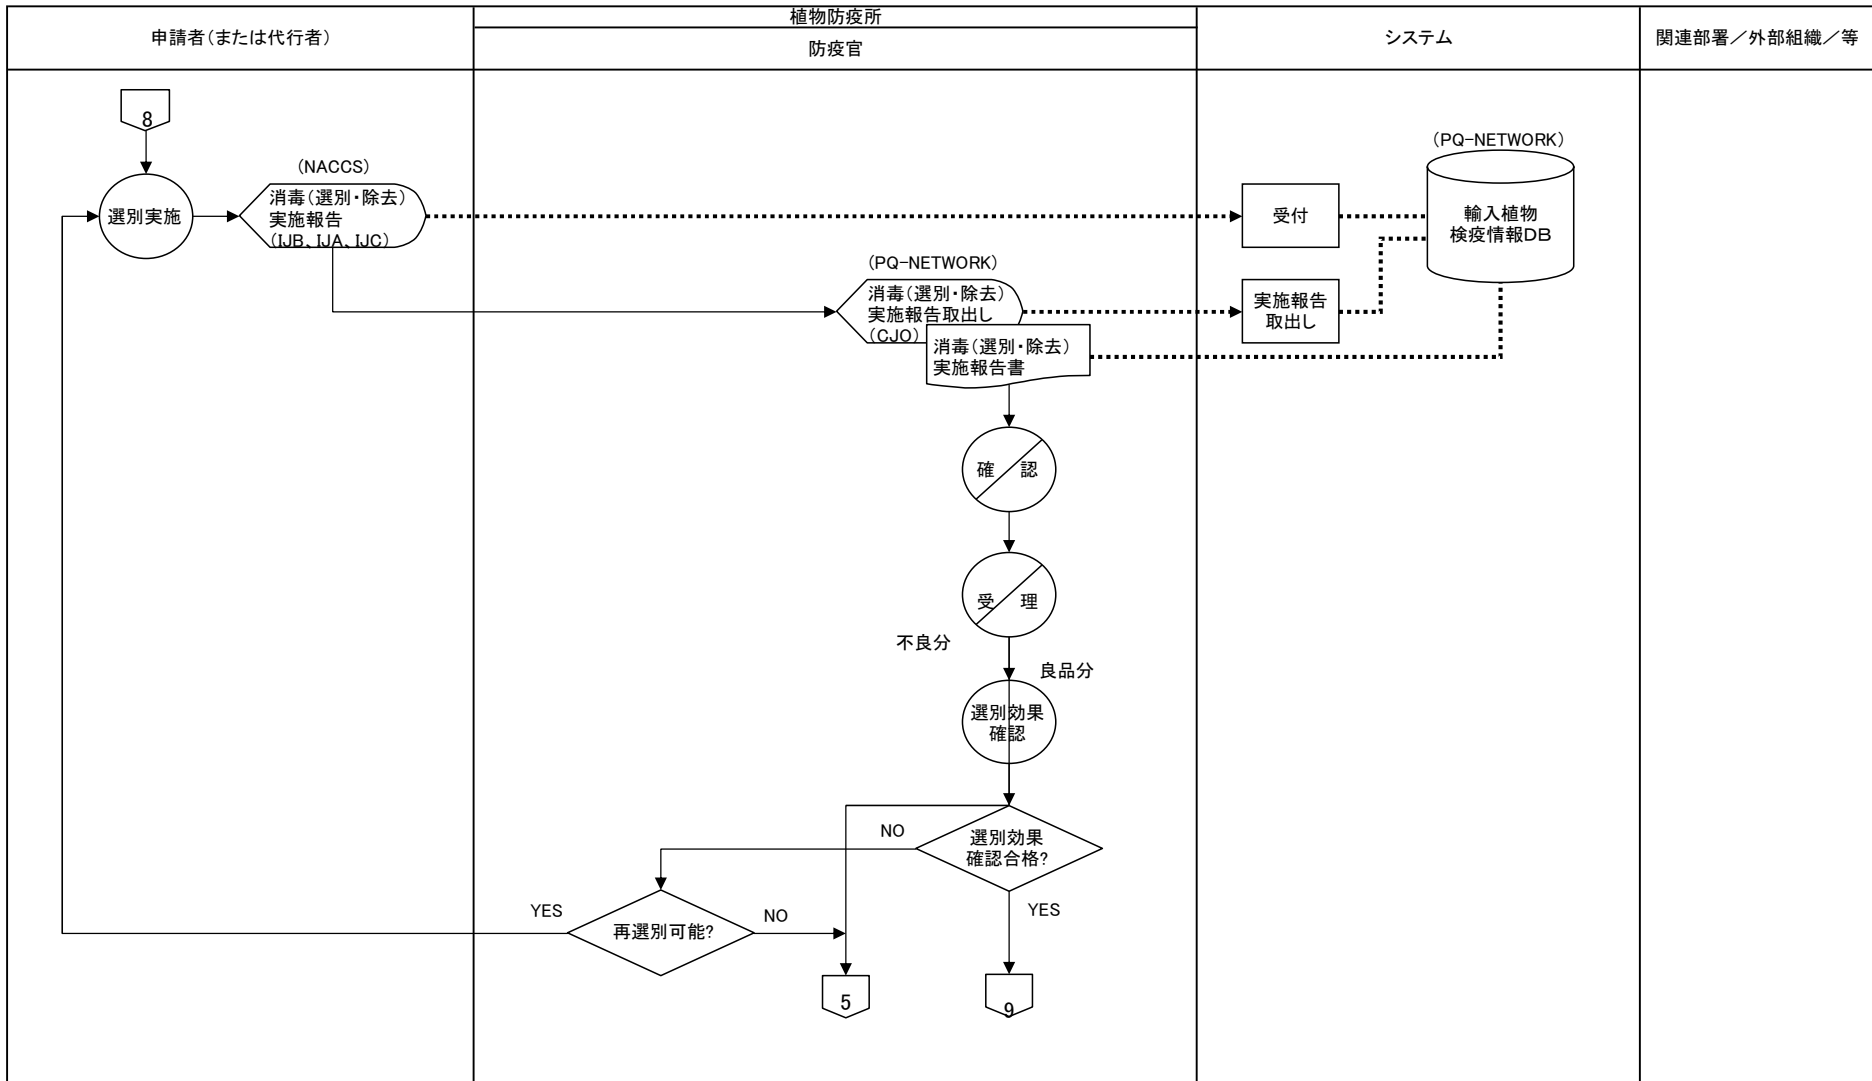 植物防疫所
申請者（または代行者）
防疫官
システム
関連部署／外部組織／等
8
(NACCS)
選別実施
消毒（選別・除去）
実施報告
(IJB、IJA、IJC)
受付
(PQ-NETWORK)
輸入植物
検疫情報DB
(PQ-NETWORK)
消毒（選別・除去）
実施報告取出し
(CJO)
実施報告
取出し
消毒（選別・除去）
実施報告書
確 認
受 理
不良分
良品分
選別効果
確認
NO
選別効果
確認合格?
YES
YES
再選別可能?
NO
5
9